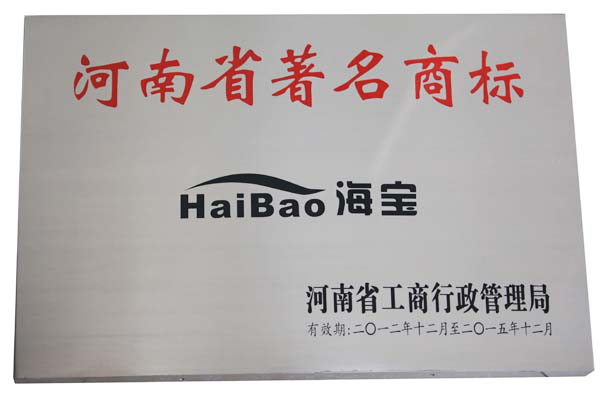 河南省著名商标
HaiBao 海宝
河南省工商行政管理局
有效期:二〇一二年十二月至二〇一五年十二月